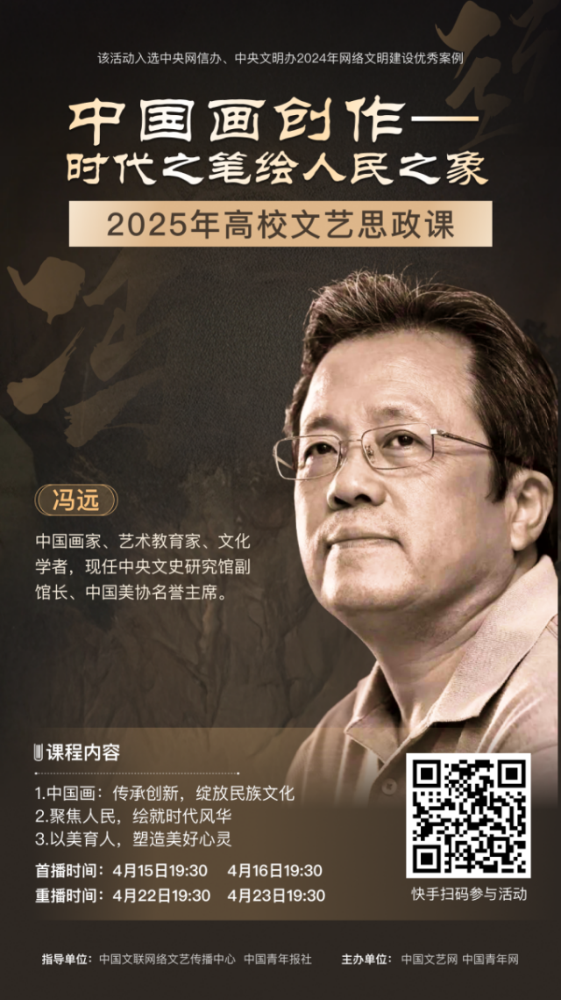 该活动入选中央网信办、中央文明办2024年网络文明建设优秀案例
中国画创作——
时代之笔绘人民之象
2025年高校文艺思政课
冯远
中国画家、艺术教育家、文化
学者，现任中央文史研究馆副
馆长、中国美协名誉主席。
课程内容
1.中国画：传承创新，绽放民族文化
2.聚焦人民，绘就时代风华
3.以美育人，塑造美好心灵
首播时间：4月15日19:30 4月16日19:30
重播时间：4月22日19:30 4月23日19:30
快手扫码参与活动
指导单位：中国文联网络文艺传播中心 中国青年报社 主办单位：中国文艺网 中国青年网